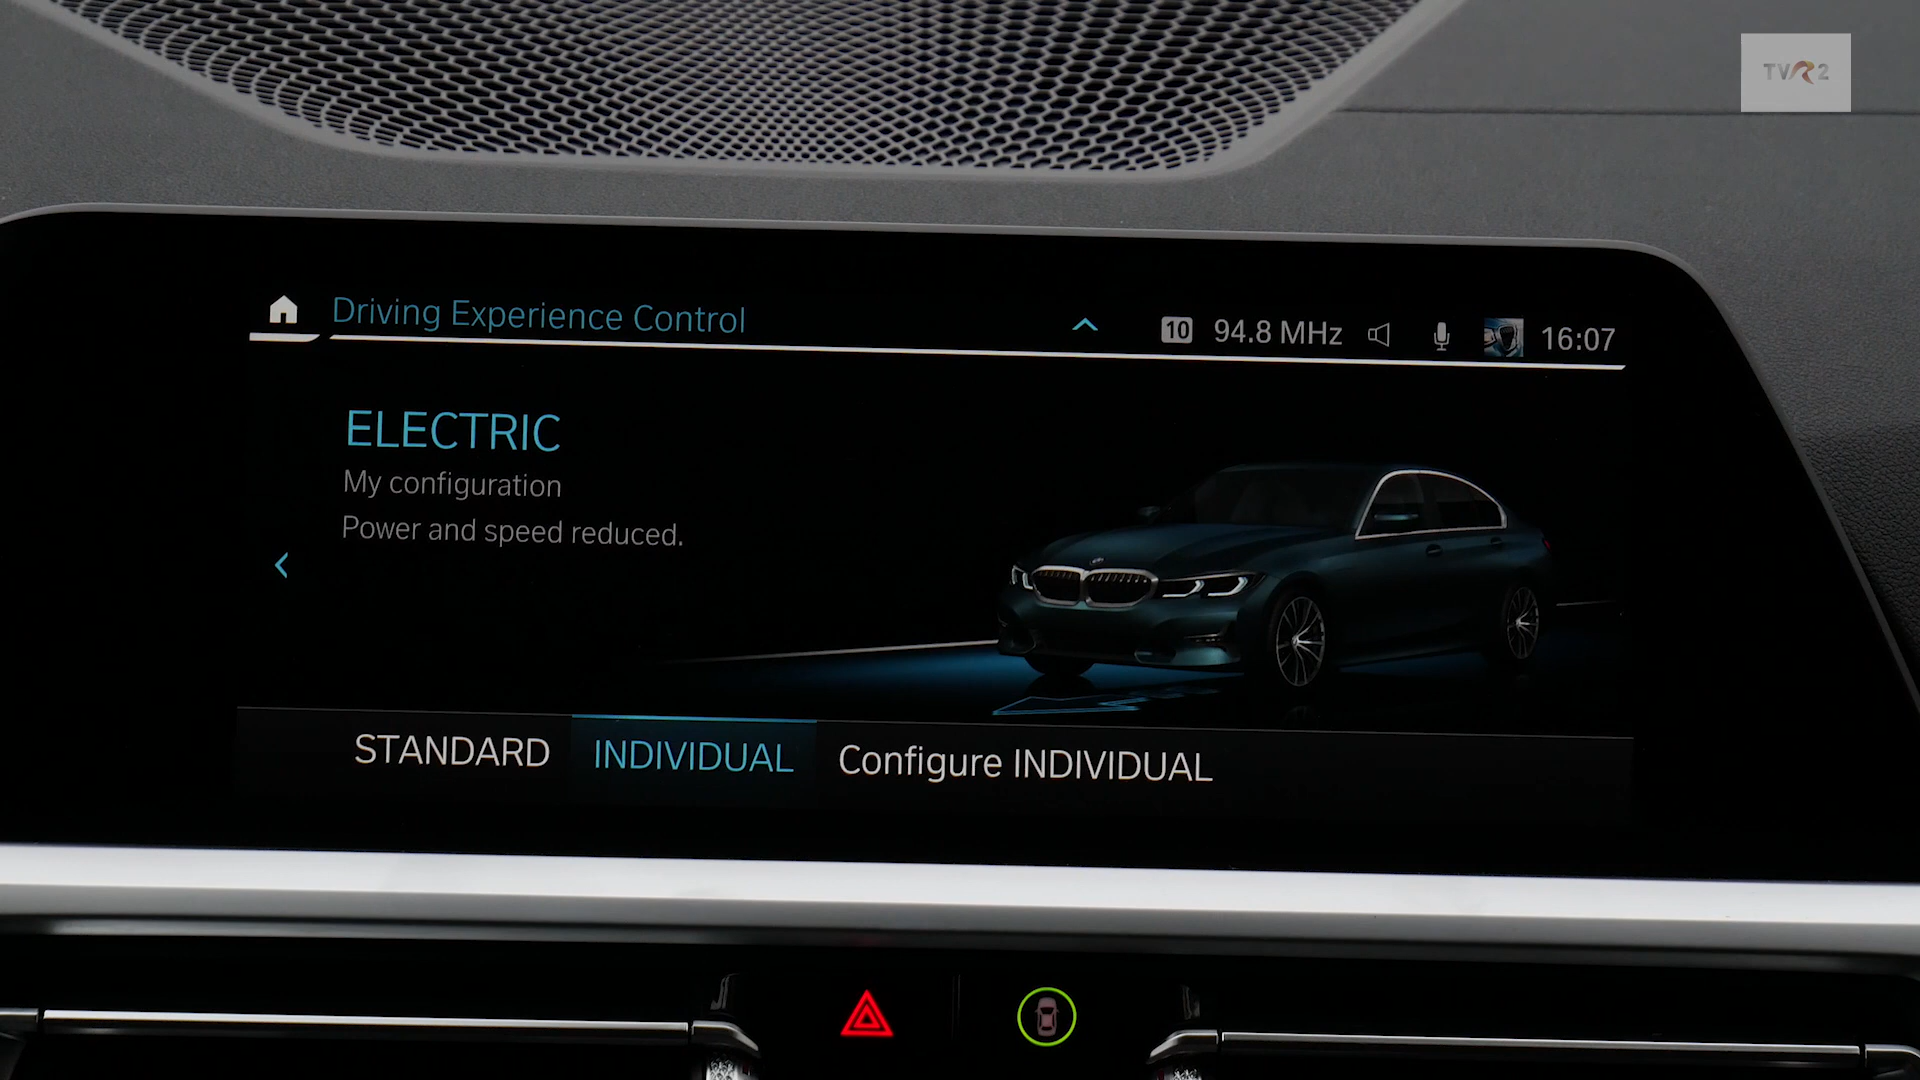 TVR2
Driving Experience Control
10 94.8 MHz 16:07
ELECTRIC
My configuration
Power and speed reduced.
STANDARD INDIVIDUAL Configure INDIVIDUAL